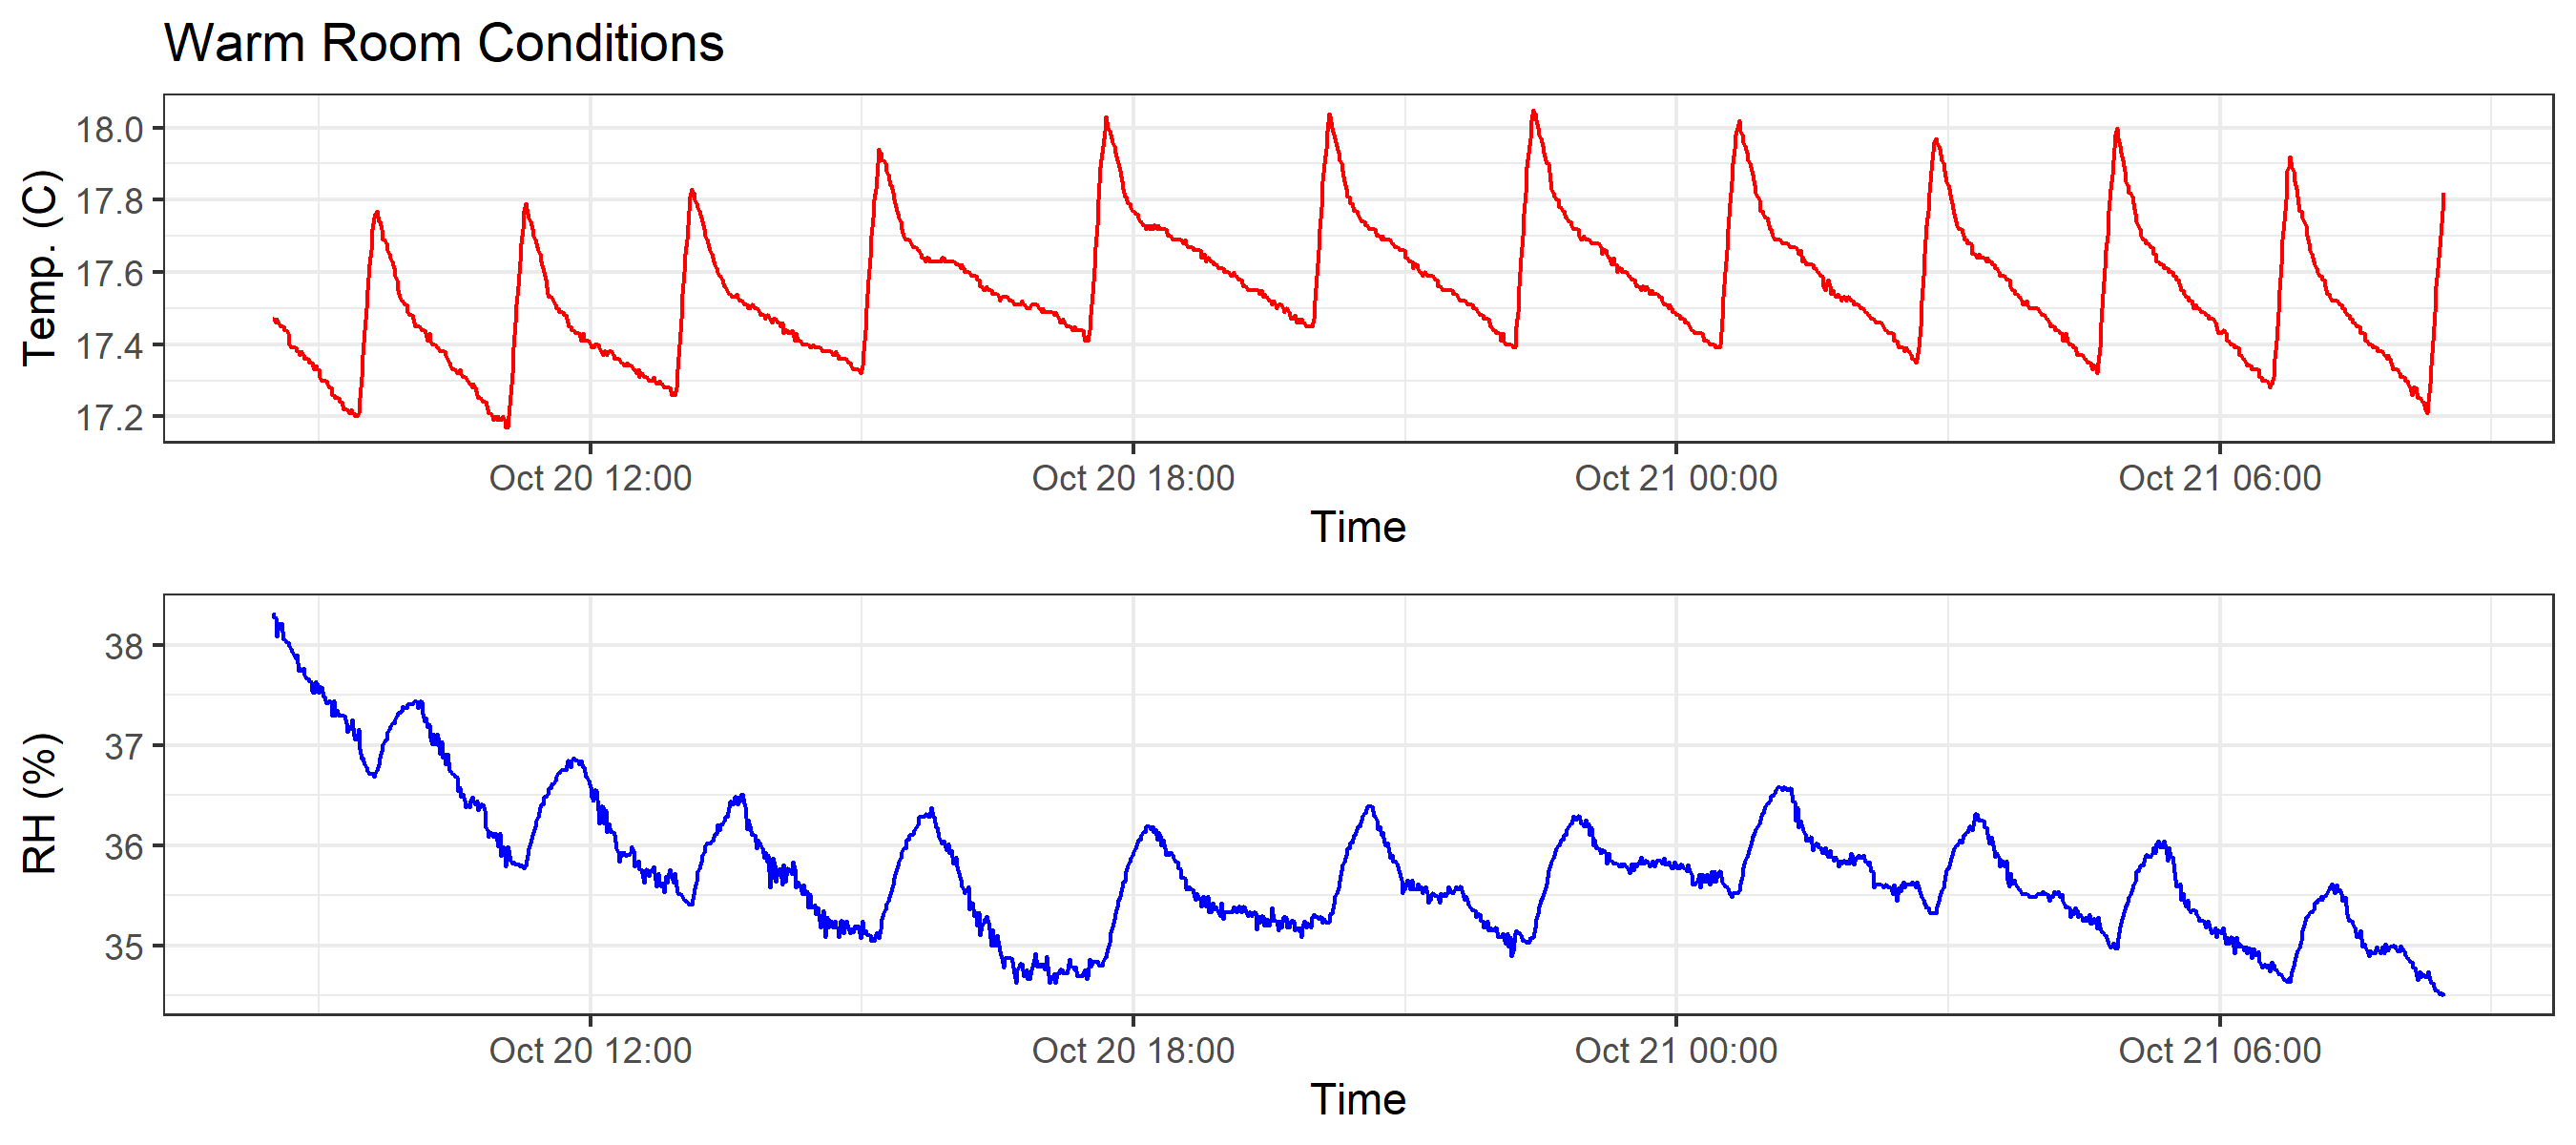 Warm Room Conditions
Temp. (C)
18.0
17.8
17.6
17.4
17.2
Oct 20 12:00 Oct 20 18:00 Oct 21 00:00 Oct 21 06:00
Time
RH (%)
38
37
36
35
Oct 20 12:00 Oct 20 18:00 Oct 21 00:00 Oct 21 06:00
Time